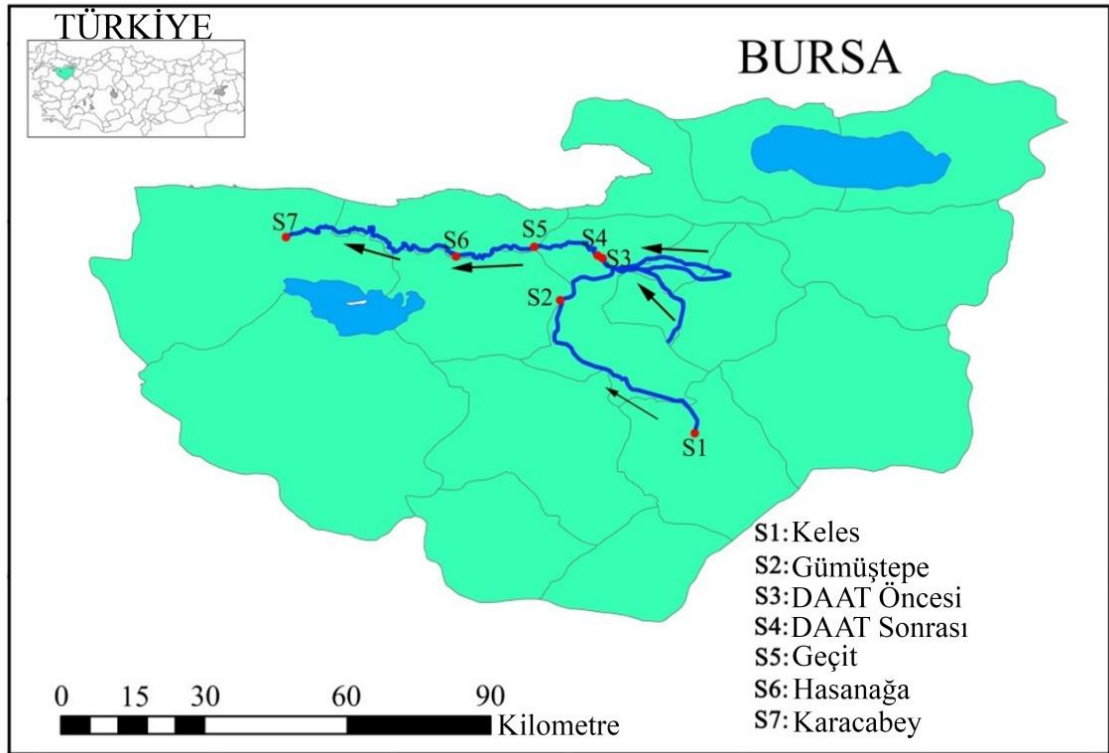 TÜRKİYE
BURSA
S7
S6
S5
S4
S3
S2
S1
S1: Keles
S2: Gümüştepe
S3: DAAT Öncesi
S4: DAAT Sonrası
S5: Geçit
S6: Hasanağa
S7: Karacabey
0 15 30 60 90
Kilometre